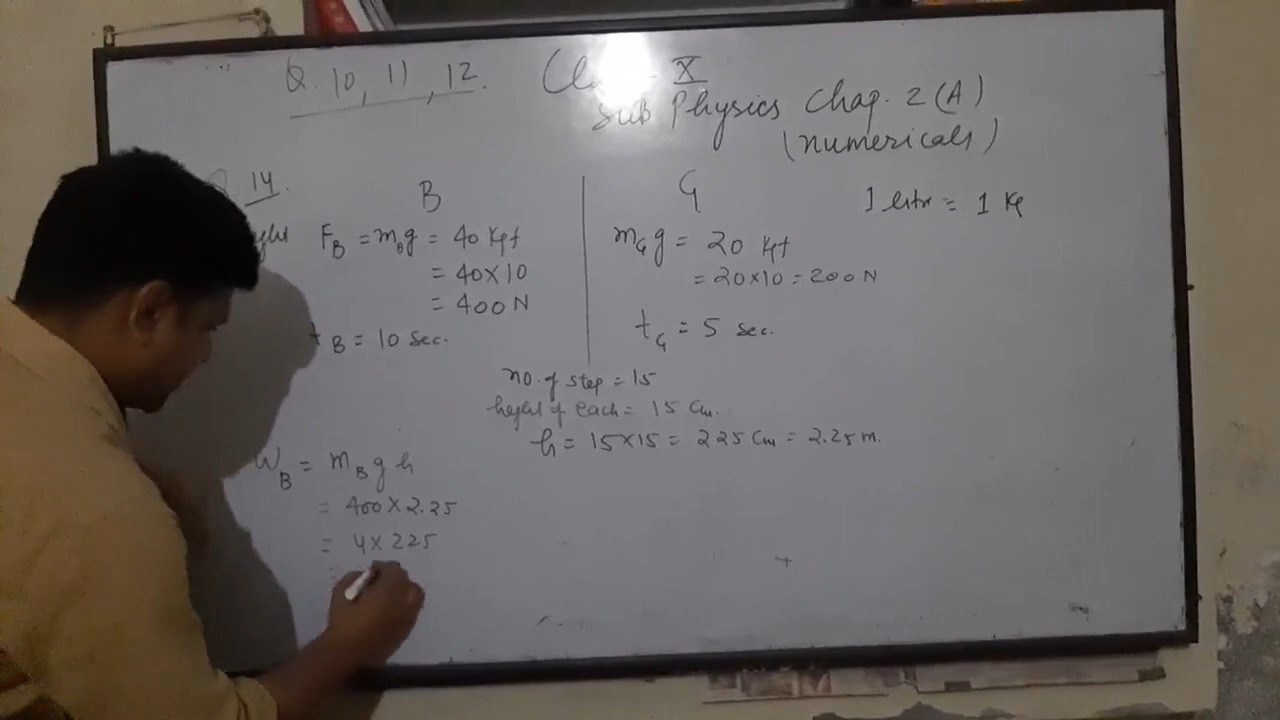 Q. 10, 11, 12.
X
Sub Physics Chap. 2 (A)
(Numericals)
14.
B
G
1 litr = 1 Kg
F_B = m_B g = 40 Kgf
= 40 × 10
= 400 N
t_B = 10 Sec.
m_G g = 20 Kgf
= 20×10 = 200 N
t_G = 5 sec.
no. of step = 15
height of each = 15 Cm.
h = 15×15 = 225 Cm = 2.25 m.
W_B = m_B g h
= 400 × 2.25
= 4 × 225
=